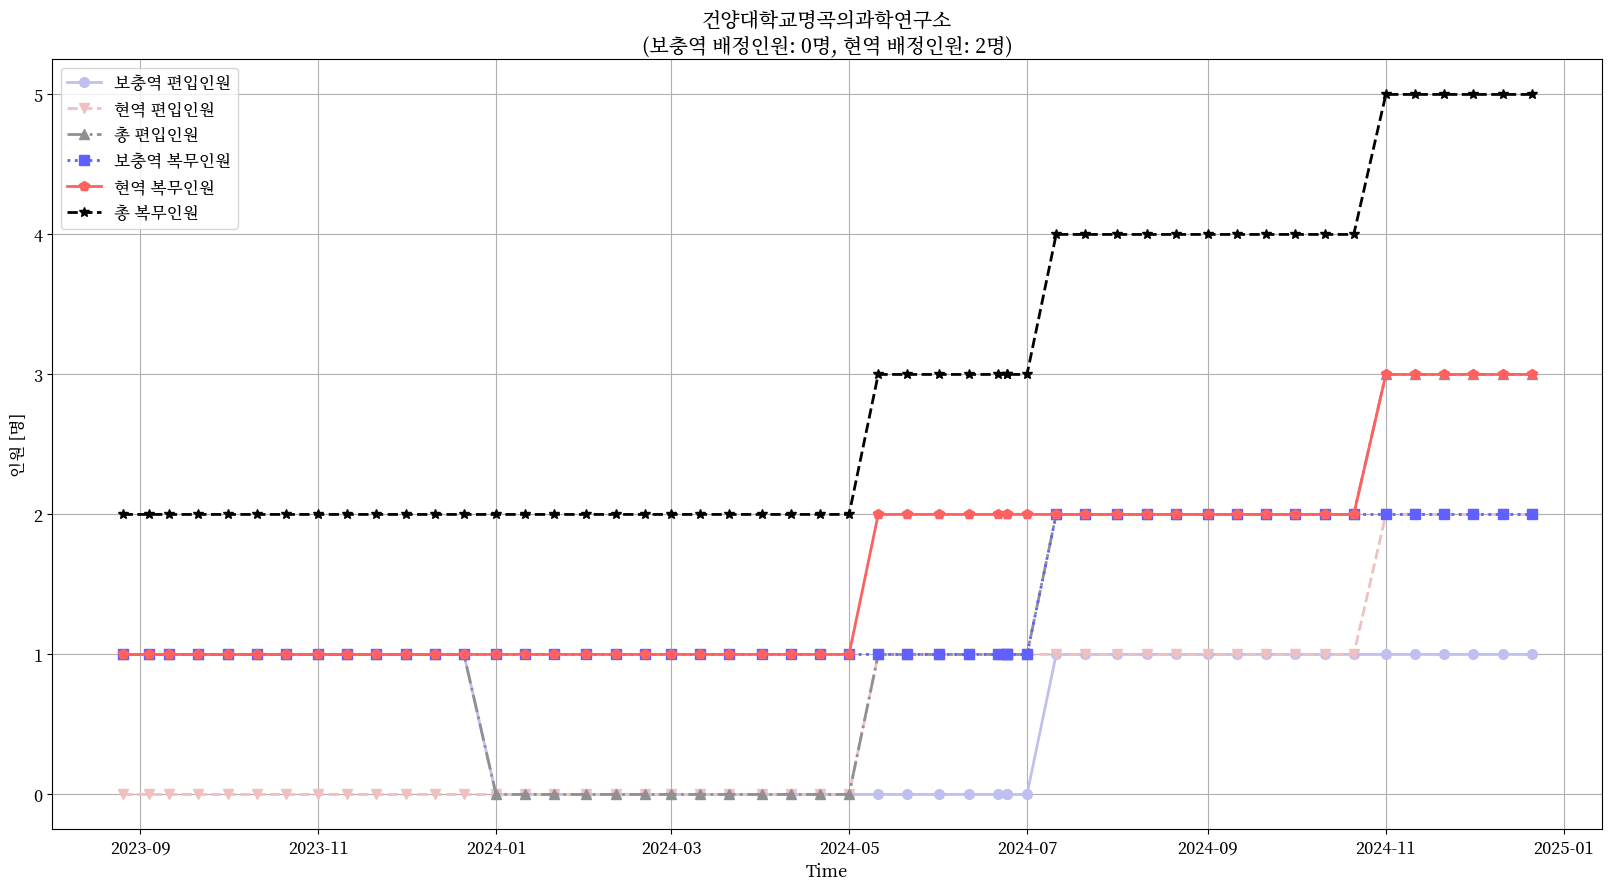 건양대학교명곡의과학연구소
(보충역 배정인원: 0명, 현역 배정인원: 2명)
보충역 편입인원
현역 편입인원
총 편입인원
보충역 복무인원
현역 복무인원
총 복무인원
5
4
3
2
1
0
인원 [명]
2023-09
2023-11
2024-01
2024-03
2024-05
2024-07
2024-09
2024-11
2025-01
Time